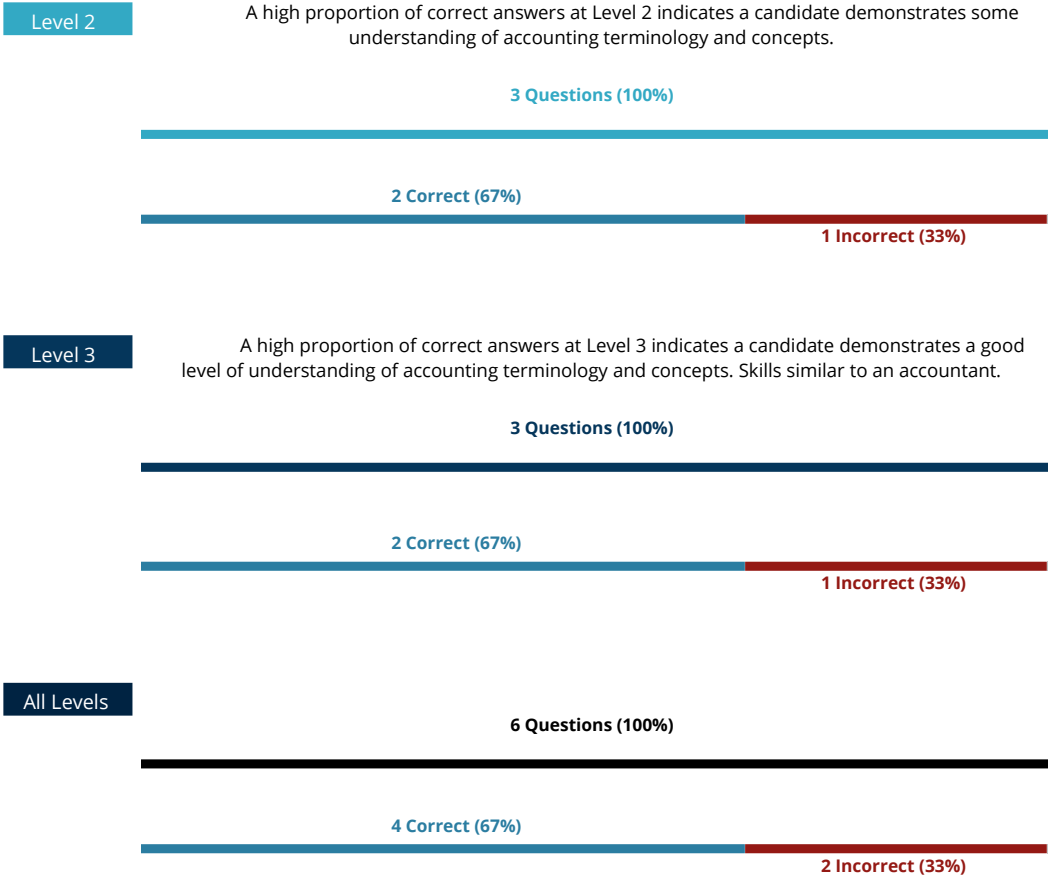 Level 2
A high proportion of correct answers at Level 2 indicates a candidate demonstrates some
understanding of accounting terminology and concepts.
3 Questions (100%)
2 Correct (67%)
1 Incorrect (33%)
Level 3
A high proportion of correct answers at Level 3 indicates a candidate demonstrates a good
level of understanding of accounting terminology and concepts. Skills similar to an accountant.
3 Questions (100%)
2 Correct (67%)
1 Incorrect (33%)
All Levels
6 Questions (100%)
4 Correct (67%)
2 Incorrect (33%)